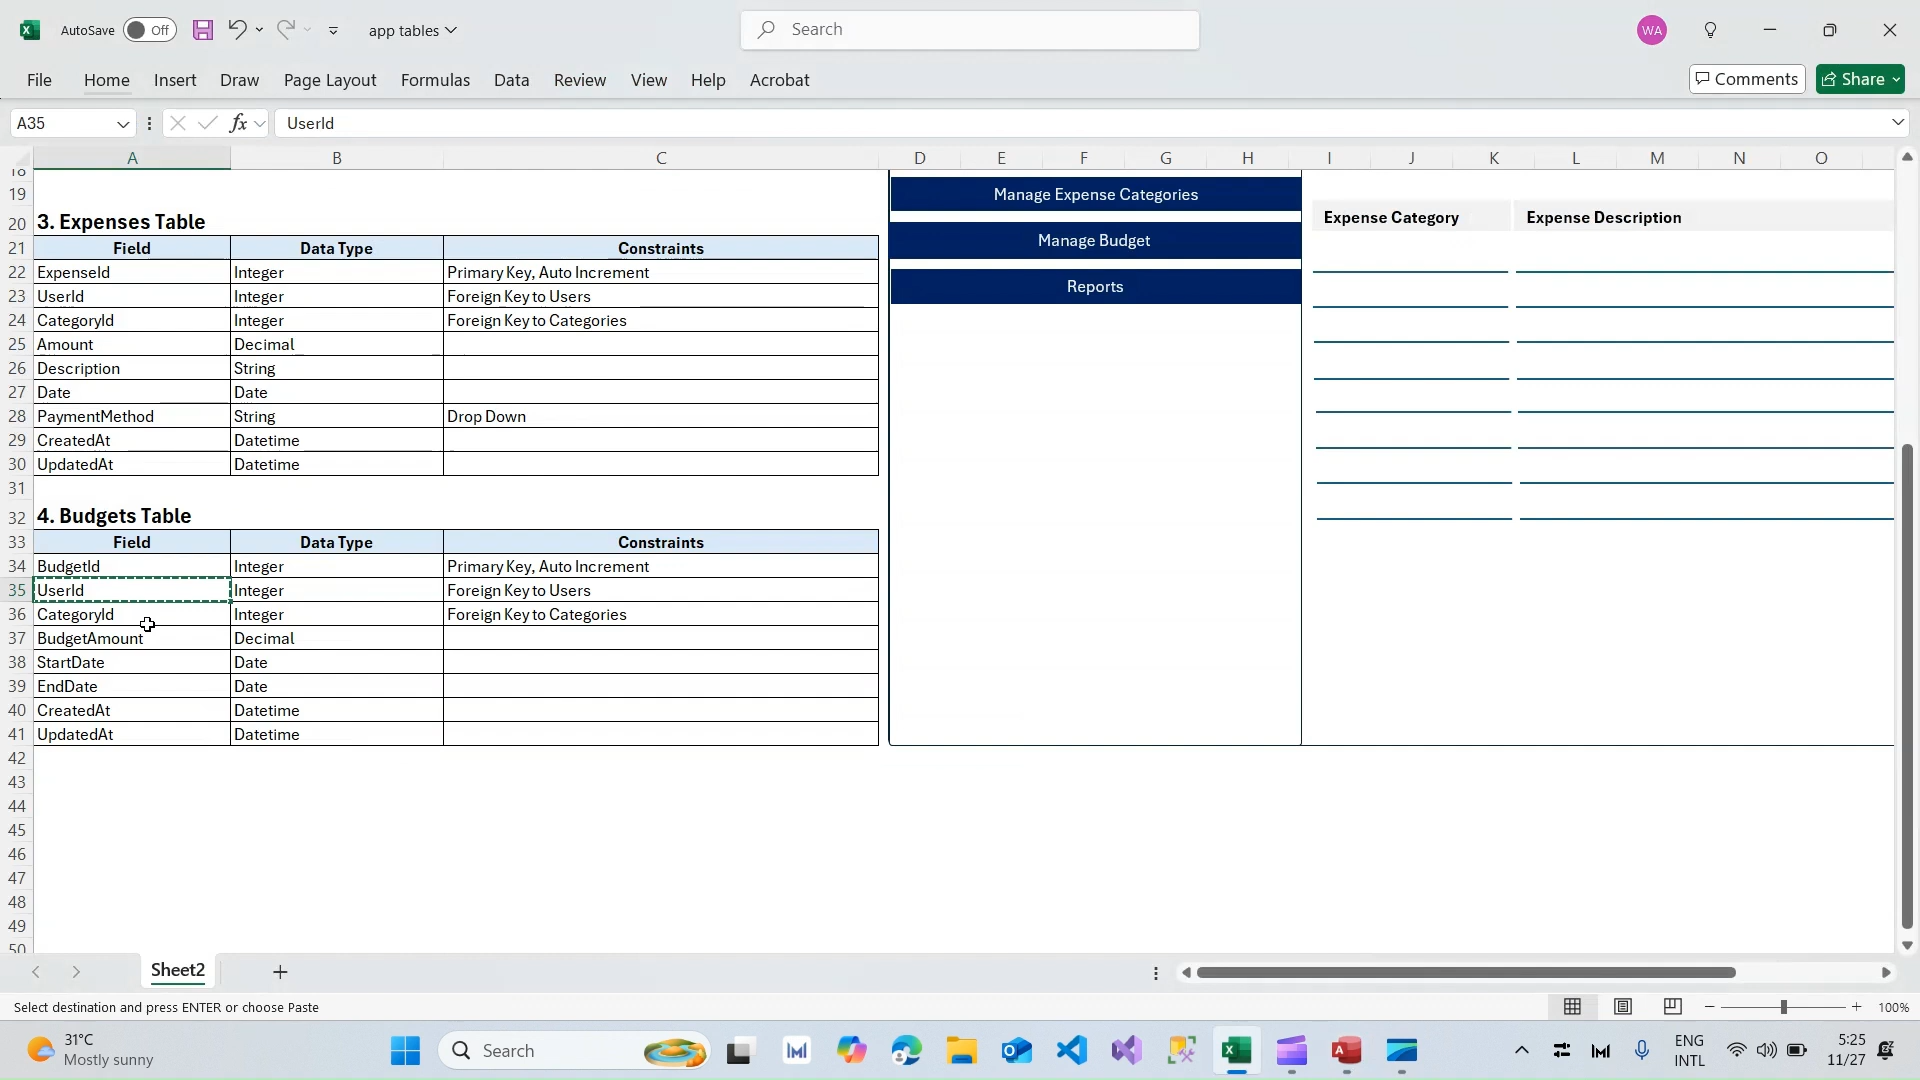 AutoSave Off app tables Search WA
File Home Insert Draw Page Layout Formulas Data Review View Help Acrobat Comments Share
A35 fx UserId
A B C D E F G H I J K L M N O
18
19 Manage Expense Categories
20 3. Expenses Table Expense Category Expense Description
21 Field Data Type Constraints Manage Budget
22 ExpenseId Integer Primary Key, Auto Increment
23 UserId Integer Foreign Key to Users Reports
24 CategoryId Integer Foreign Key to Categories
25 Amount Decimal
26 Description String
27 Date Date
28 PaymentMethod String Drop Down
29 CreatedAt Datetime
30 UpdatedAt Datetime
31
32 4. Budgets Table
33 Field Data Type Constraints
34 BudgetId Integer Primary Key, Auto Increment
35 UserId Integer Foreign Key to Users
36 CategoryId Integer Foreign Key to Categories
37 BudgetAmount Decimal
38 StartDate Date
39 EndDate Date
40 CreatedAt Datetime
41 UpdatedAt Datetime
42
43
44
45
46
47
48
49
50
Sheet2
Select destination and press ENTER or choose Paste 100%
31°C
Mostly sunny
Search
ENG
INTL
5:25
11/27